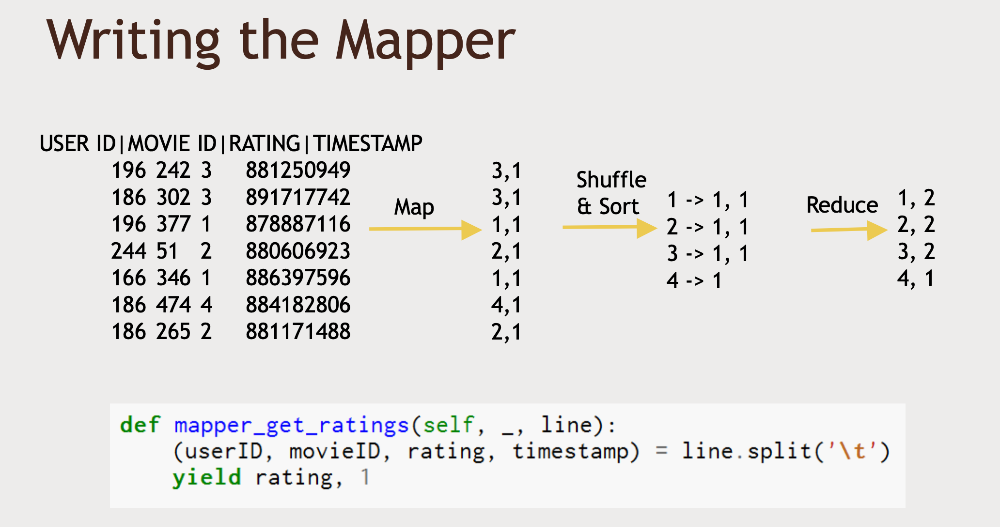 Writing the Mapper
USER ID|MOVIE ID|RATING|TIMESTAMP
196 242 3 881250949
186 302 3 891717742
196 377 1 878887116
244 51 2 880606923
166 346 1 886397596
186 474 4 884182806
186 265 2 881171488
Map
3,1
3,1
1,1
2,1
1,1
4,1
2,1
Shuffle
& Sort
1 -> 1, 1
2 -> 1, 1
3 -> 1, 1
4 -> 1
Reduce
1, 2
2, 2
3, 2
4, 1
def mapper_get_ratings(self, _, line):
    (userID, movieID, rating, timestamp) = line.split('\t')
    yield rating, 1